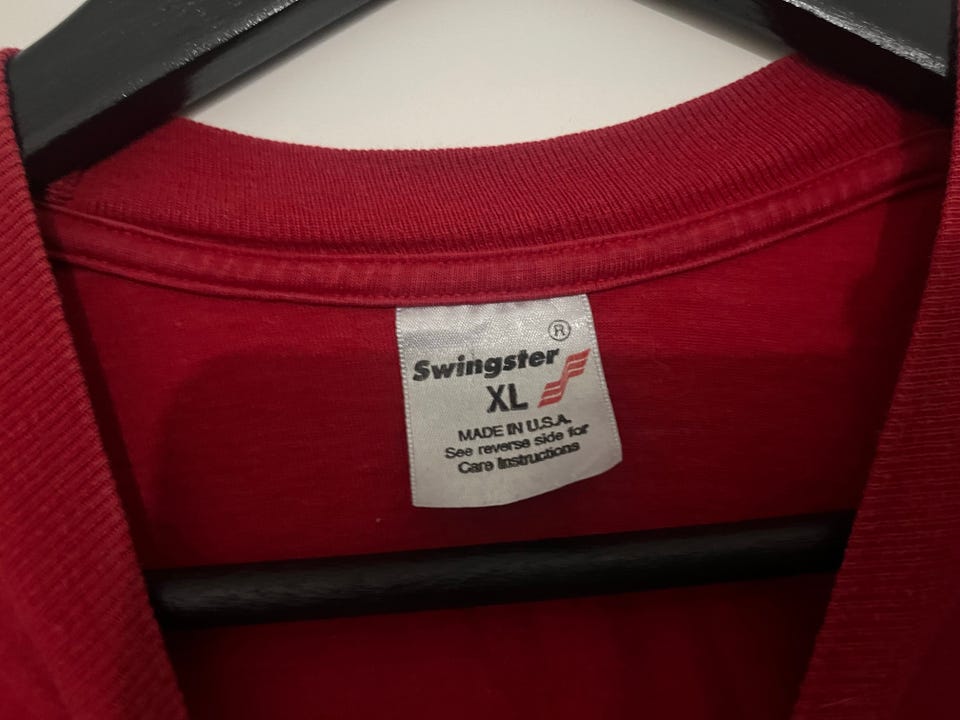 ®
Swingster
XL
MADE IN U.S.A.
See reverse side for
Care Instructions